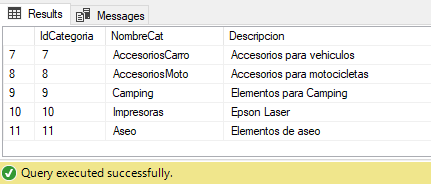 Results Messages
IdCategoria NombreCat Descripcion
7 7 AccesoriosCarro Accesorios para vehiculos
8 8 AccesoriosMoto Accesorios para motocicletas
9 9 Camping Elementos para Camping
10 10 Impresoras Epson Laser
11 11 Aseo Elementos de aseo
Query executed successfully.